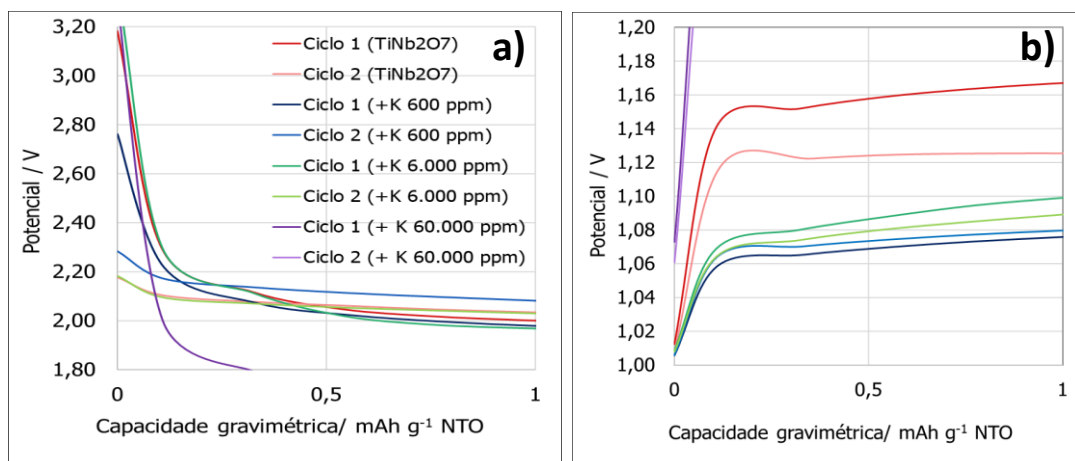 a)
3,20
3,00
2,80
2,60
2,40
2,20
2,00
1,80
Potencial / V
Ciclo 1 (TiNb2O7)
Ciclo 2 (TiNb2O7)
Ciclo 1 (+K 600 ppm)
Ciclo 2 (+K 600 ppm)
Ciclo 1 (+K 6.000 ppm)
Ciclo 2 (+K 6.000 ppm)
Ciclo 1 (+ K 60.000 ppm)
Ciclo 2 (+ K 60.000 ppm)
0 0,5 1
Capacidade gravimétrica/ mAh g⁻¹ NTO
b)
1,20
1,18
1,16
1,14
1,12
1,10
1,08
1,06
1,04
1,02
1,00
Potencial / V
0 0,5 1
Capacidade gravimétrica/ mAh g⁻¹ NTO